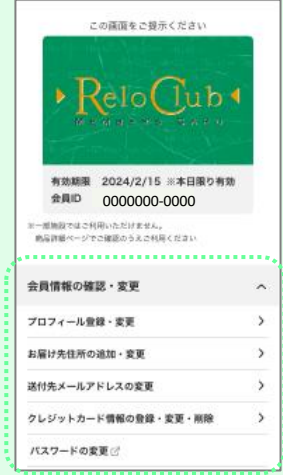 この画面をご提示ください
ReloClub
有効期限 2024/2/15 ※本日限り有効
会員ID 0000000-0000
※一部施設ではご利用いただけません。
商品詳細ページでご確認のうえご利用ください
会員情報の確認・変更
プロフィール登録・変更
お届け先住所の追加・変更
送付先メールアドレスの変更
クレジットカード情報の登録・変更・削除
パスワードの変更